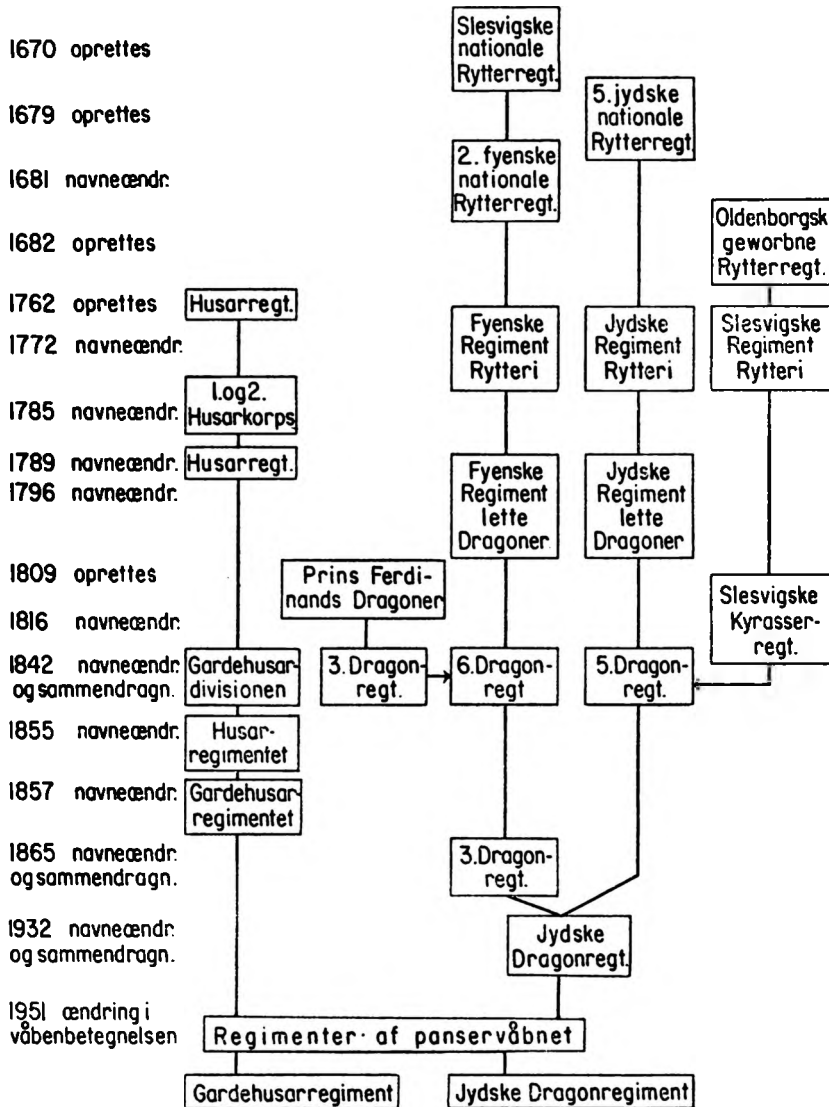 Slesvigske
nationale
Rytterregt.
1670 oprettes
5. jydske
nationale
Rytterregt.
1679 oprettes
2. fyenske
nationale
Rytterregt.
1681 navneændr.
Oldenborgsk
geworbne
Rytterregt.
1682 oprettes
1762 oprettes
Husarregt.
Fyenske
Regiment
Rytteri
Jydske
Regiment
Rytteri
Slesvigske
Regiment
Rytteri
1772 navneændr.
1.og2.
Husarkorps
1785 navneændr.
1789 navneændr.
Husarregt.
Fyenske
Regiment
lette
Dragoner
Jydske
Regiment
lette
Dragoner
1796 navneændr.
1809 oprettes
Prins Ferdi-
nands Dragoner
Slesvigske
Kyrasser-
regt.
1816 navneændr.
1842 navneændr.
og sammendragn.
Gardehusar-
divisionen
3.Dragon-
regt.
6.Dragon-
regt
5.Dragon-
regt.
1855 navneændr.
Husar-
regimentet
1857 navneændr.
Gardehusar-
regimentet
1865 navneændr.
og sammendragn.
3.Dragon-
regt.
1932 navneændr.
og sammendragn.
Jydske
Dragonregt.
1951 ændring i
våbenbetegnelsen
Regimenter af panservåbnet
Gardehusarregiment
Jydske Dragonregiment